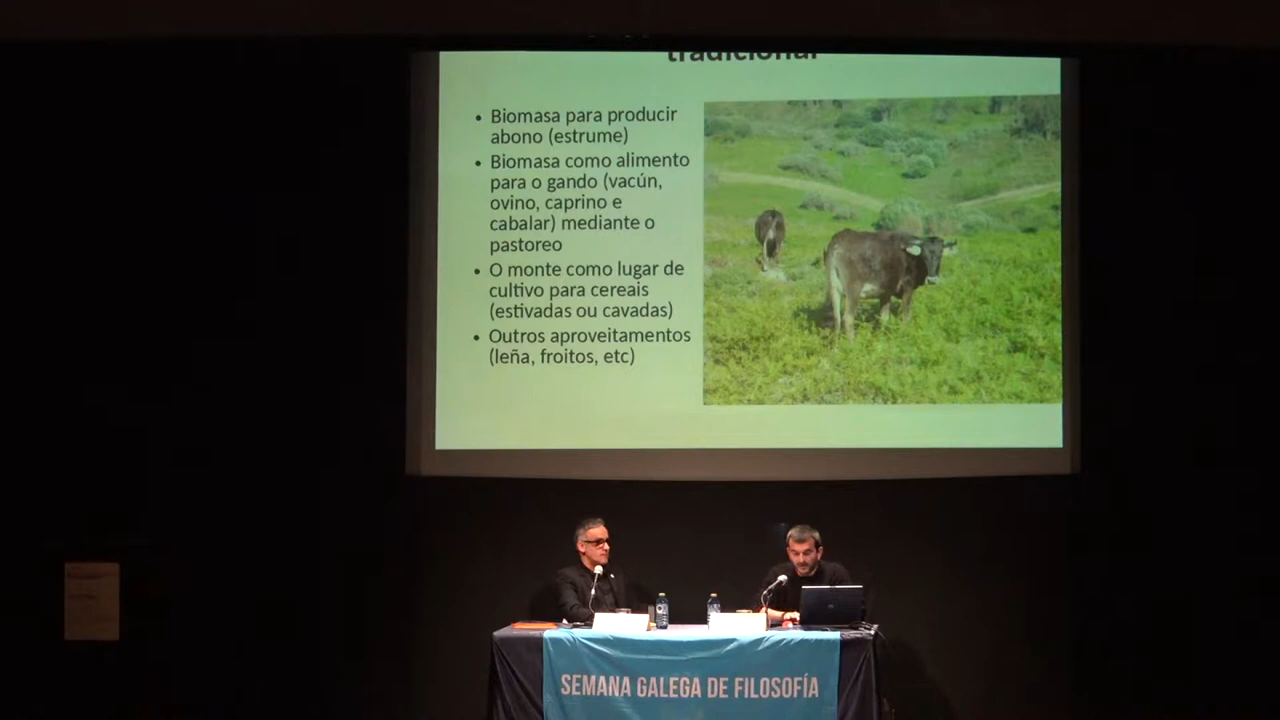 tradicional
• Biomasa para producir
abono (estrume)
• Biomasa como alimento
para o gando (vacún,
ovino, caprino e
cabalar) mediante o
pastoreo
• O monte como lugar de
cultivo para cereais
(estivadas ou cavadas)
• Outros aproveitamentos
(leña, froitos, etc)
SEMANA GALEGA DE FILOSOFÍA